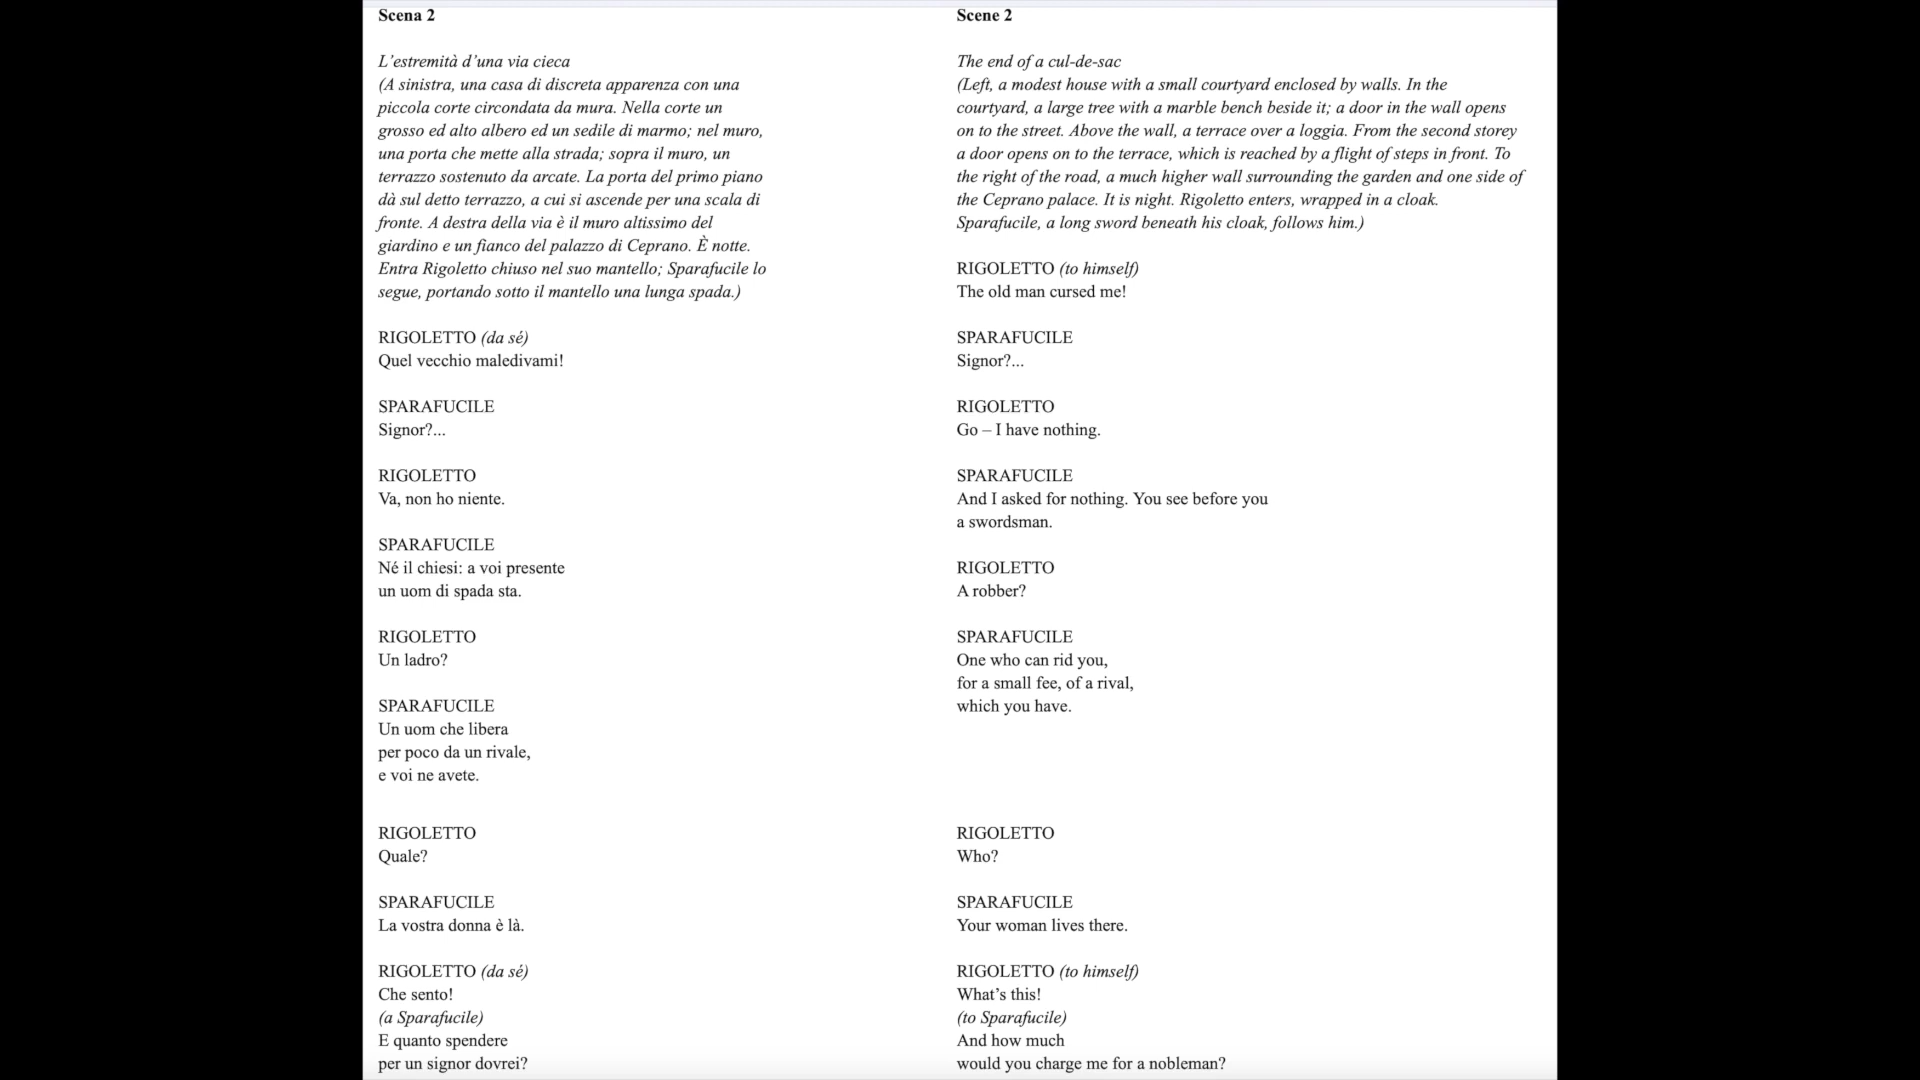 Scena 2
L’estremità d’una via cieca
(A sinistra, una casa di discreta apparenza con una
piccola corte circondata da mura. Nella corte un
grosso ed alto albero ed un sedile di marmo; nel muro,
una porta che mette alla strada; sopra il muro, un
terrazzo sostenuto da arcate. La porta del primo piano
dà sul detto terrazzo, a cui si ascende per una scala di
fronte. A destra della via è il muro altissimo del
giardino e un fianco del palazzo di Ceprano. È notte.
Entra Rigoletto chiuso nel suo mantello; Sparafucile lo
segue, portando sotto il mantello una lunga spada.)
RIGOLETTO (da sé)
Quel vecchio maledivami!
SPARAFUCILE
Signor?...
RIGOLETTO
Va, non ho niente.
SPARAFUCILE
Né il chiesi: a voi presente
un uom di spada sta.
RIGOLETTO
Un ladro?
SPARAFUCILE
Un uom che libera
per poco da un rivale,
e voi ne avete.
RIGOLETTO
Quale?
SPARAFUCILE
La vostra donna è là.
RIGOLETTO (da sé)
Che sento!
(a Sparafucile)
E quanto spendere
per un signor dovrei?
Scene 2
The end of a cul-de-sac
(Left, a modest house with a small courtyard enclosed by walls. In the
courtyard, a large tree with a marble bench beside it; a door in the wall opens
on to the street. Above the wall, a terrace over a loggia. From the second storey
a door opens on to the terrace, which is reached by a flight of steps in front. To
the right of the road, a much higher wall surrounding the garden and one side of
the Ceprano palace. It is night. Rigoletto enters, wrapped in a cloak.
Sparafucile, a long sword beneath his cloak, follows him.)
RIGOLETTO (to himself)
The old man cursed me!
SPARAFUCILE
Signor?...
RIGOLETTO
Go – I have nothing.
SPARAFUCILE
And I asked for nothing. You see before you
a swordsman.
RIGOLETTO
A robber?
SPARAFUCILE
One who can rid you,
for a small fee, of a rival,
which you have.
RIGOLETTO
Who?
SPARAFUCILE
Your woman lives there.
RIGOLETTO (to himself)
What’s this!
(to Sparafucile)
And how much
would you charge me for a nobleman?